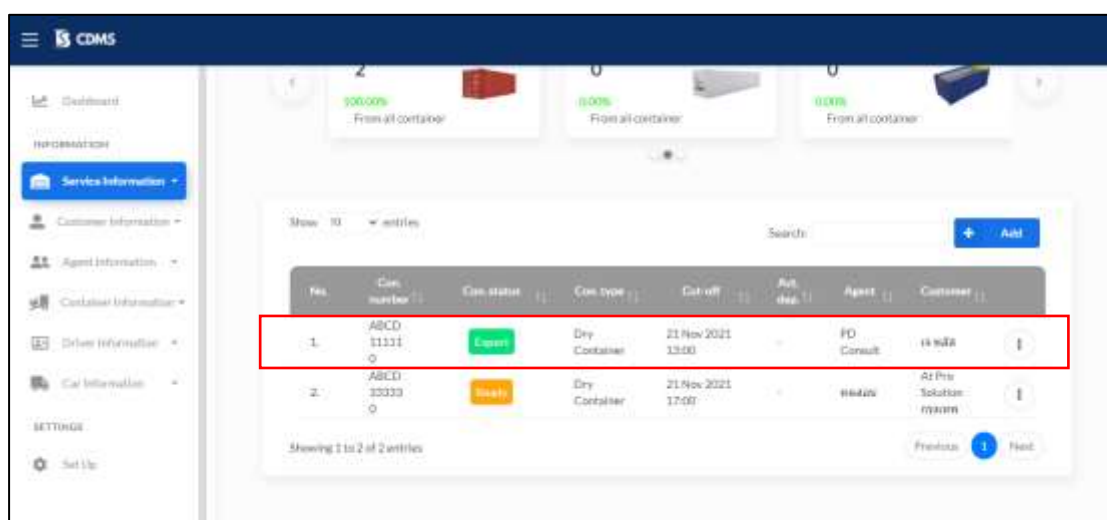 CDMS
2
0
0
100.00%
0.00%
0.00%
From all container
From all container
From all container
Dashboard
INFORMATION
Service Information
Customer Information
Agent Information
Container Information
Driver Information
Car Information
SETTINGS
Set Up
Show 10 entries
Search:
+ Add
No. Con. number Con. status Con. type Cut-off Act. dep. Agent Customer
1. ABCD 11111 0 Export Dry Container 21 Nov 2021 13:00 - PD Consult
2. ABCD 33333 0 Ready Dry Container 21 Nov 2021 17:00 - At Pro Solution
Showing 1 to 2 of 2 entries
Previous 1 Next